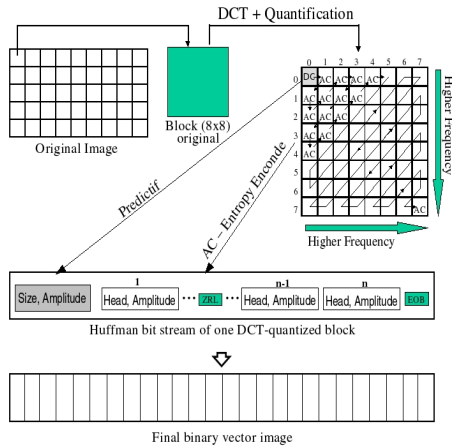 DCT + Quantification
Original Image
Block (8x8)
original
0 1 2 3 4 5 6 7
0 DC AC AC AC AC
1 AC AC AC AC
2 AC AC AC
3 AC AC
4 AC
5
6
7 AC
Higher Frequency
Higher Frequency
Predictif
AC – Entropy Enconde
1 n-1 n
Size, Amplitude Head, Amplitude ··· ZRL ··· Head, Amplitude Head, Amplitude EOB
Huffman bit stream of one DCT-quantized block
Final binary vector image